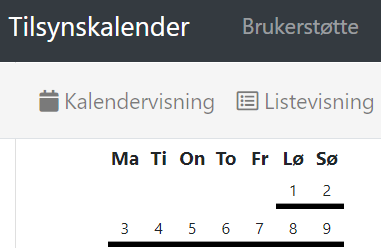 Tilsynskalender Brukerstøtte
Kalendervisning Listevisning
Ma Ti On To Fr Lø Sø
1 2
3 4 5 6 7 8 9